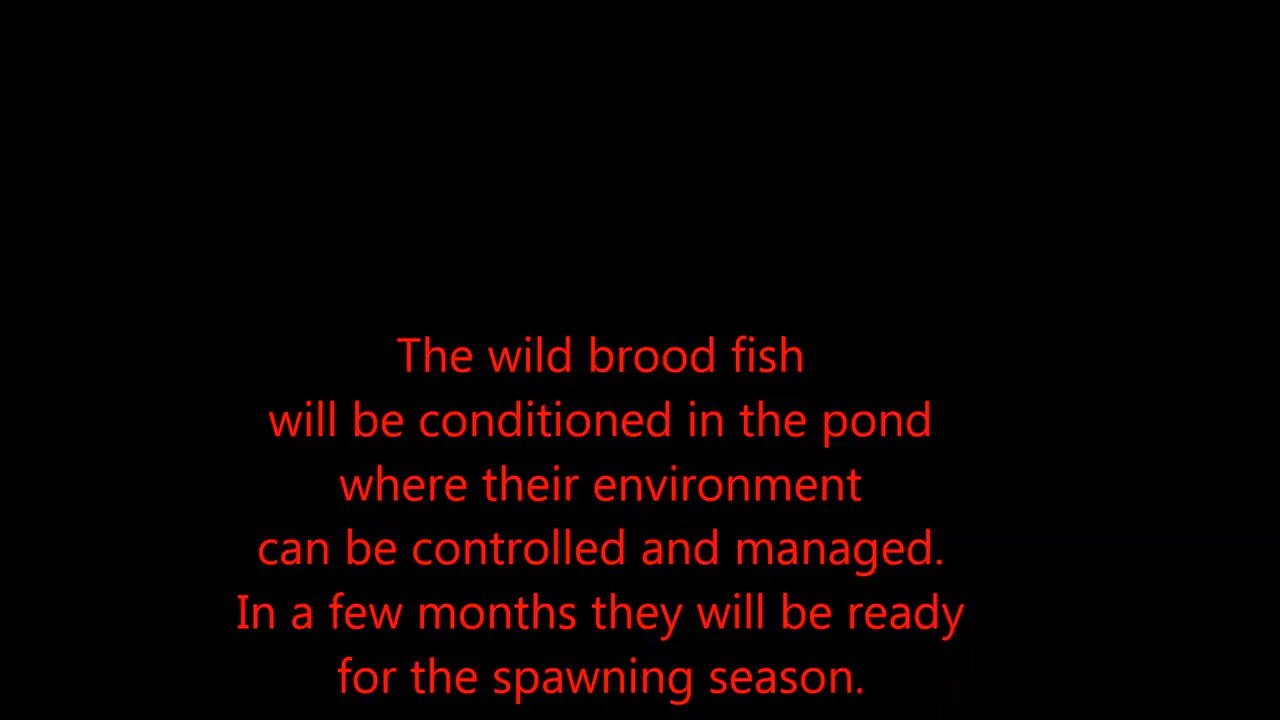 The wild brood fish
will be conditioned in the pond
where their environment
can be controlled and managed.
In a few months they will be ready
for the spawning season.